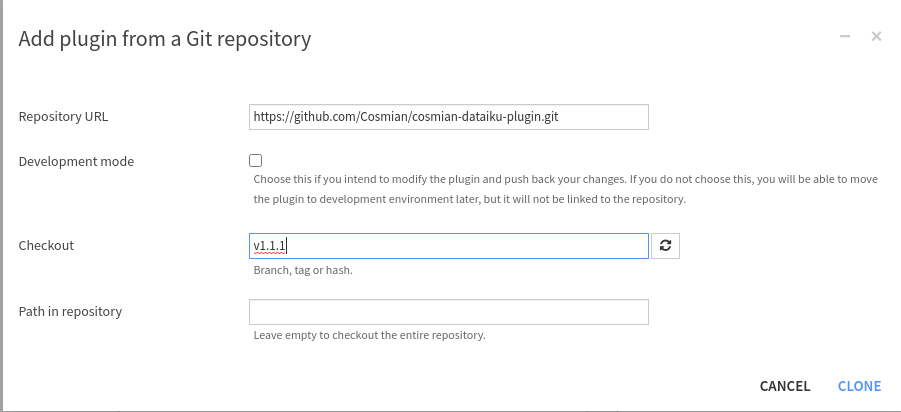 Add plugin from a Git repository
Repository URL
https://github.com/Cosmian/cosmian-dataiku-plugin.git
Development mode
Choose this if you intend to modify the plugin and push back your changes. If you do not choose this, you will be able to move
the plugin to development environment later, but it will not be linked to the repository.
Checkout
v1.1.1
Branch, tag or hash.
Path in repository
Leave empty to checkout the entire repository.
CANCEL CLONE